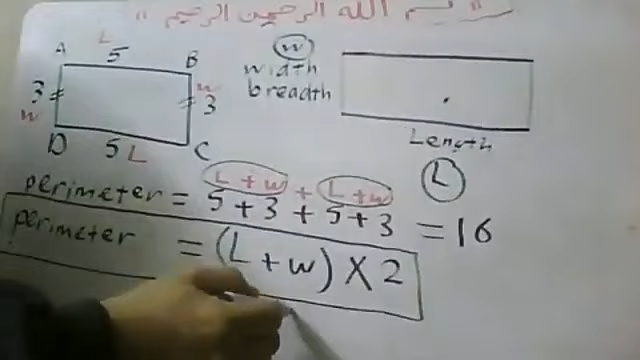 " بسم الله الرحمن الرحيم "
A L 5 B
3 w w 3
D 5 L C
w
width
breadth
Length
L
L + w + L + w
perimeter = 5 + 3 + 5 + 3 = 16
perimeter = (L + w) X 2